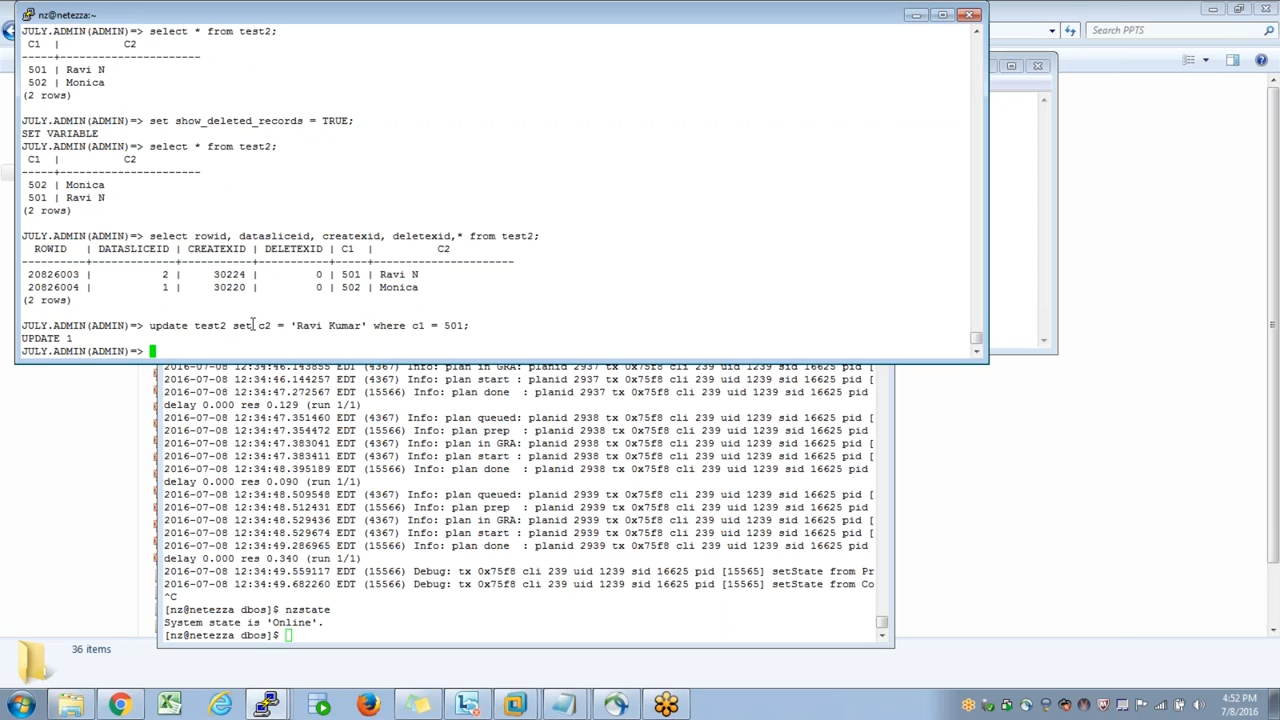 nz@netezza:~
JULY.ADMIN(ADMIN)=> select * from test2;
C1 | C2
-----+----------------------
501 | Ravi N
502 | Monica
(2 rows)
JULY.ADMIN(ADMIN)=> set show_deleted_records = TRUE;
SET VARIABLE
JULY.ADMIN(ADMIN)=> select * from test2;
C1 | C2
-----+----------------------
502 | Monica
501 | Ravi N
(2 rows)
JULY.ADMIN(ADMIN)=> select rowid, datasliceid, createxid, deletexid,* from test2;
ROWID | DATASLICEID | CREATEXID | DELETEXID | C1 | C2
----------+-------------+-----------+-----------+-----+----------------------
20826003 | 2 | 30224 | 0 | 501 | Ravi N
20826004 | 1 | 30220 | 0 | 502 | Monica
(2 rows)
JULY.ADMIN(ADMIN)=> update test2 set c2 = 'Ravi Kumar' where c1 = 501;
UPDATE 1
JULY.ADMIN(ADMIN)=>
Search PPTS
2016-07-08 12:34:46.143855 EDT (4367) Info: plan in GRA: planid 2937 tx 0x75f8 cli 239 uid 1239 sid 16625 pid [
2016-07-08 12:34:46.144257 EDT (4367) Info: plan start : planid 2937 tx 0x75f8 cli 239 uid 1239 sid 16625 pid [
2016-07-08 12:34:47.272567 EDT (15566) Info: plan done : planid 2937 tx 0x75f8 cli 239 uid 1239 sid 16625 pid
delay 0.000 res 0.129 (run 1/1)
2016-07-08 12:34:47.351460 EDT (4367) Info: plan queued: planid 2938 tx 0x75f8 cli 239 uid 1239 sid 16625 pid [
2016-07-08 12:34:47.354472 EDT (15566) Info: plan prep : planid 2938 tx 0x75f8 cli 239 uid 1239 sid 16625 pid
2016-07-08 12:34:47.383041 EDT (4367) Info: plan in GRA: planid 2938 tx 0x75f8 cli 239 uid 1239 sid 16625 pid [
2016-07-08 12:34:47.383411 EDT (4367) Info: plan start : planid 2938 tx 0x75f8 cli 239 uid 1239 sid 16625 pid [
2016-07-08 12:34:48.395189 EDT (15566) Info: plan done : planid 2938 tx 0x75f8 cli 239 uid 1239 sid 16625 pid
delay 0.000 res 0.090 (run 1/1)
2016-07-08 12:34:48.509548 EDT (4367) Info: plan queued: planid 2939 tx 0x75f8 cli 239 uid 1239 sid 16625 pid [
2016-07-08 12:34:48.512431 EDT (15566) Info: plan prep : planid 2939 tx 0x75f8 cli 239 uid 1239 sid 16625 pid
2016-07-08 12:34:48.529436 EDT (4367) Info: plan in GRA: planid 2939 tx 0x75f8 cli 239 uid 1239 sid 16625 pid [
2016-07-08 12:34:48.529674 EDT (4367) Info: plan start : planid 2939 tx 0x75f8 cli 239 uid 1239 sid 16625 pid [
2016-07-08 12:34:49.286965 EDT (15566) Info: plan done : planid 2939 tx 0x75f8 cli 239 uid 1239 sid 16625 pid
delay 0.000 res 0.340 (run 1/1)
2016-07-08 12:34:49.559117 EDT (15566) Debug: tx 0x75f8 cli 239 uid 1239 sid 16625 pid [15565] setState from Pr
2016-07-08 12:34:49.682260 EDT (15566) Debug: tx 0x75f8 cli 239 uid 1239 sid 16625 pid [15565] setState from Co
^C
[nz@netezza dbos]$ nzstate
System state is 'Online'.
[nz@netezza dbos]$
36 items
4:52 PM
7/8/2016